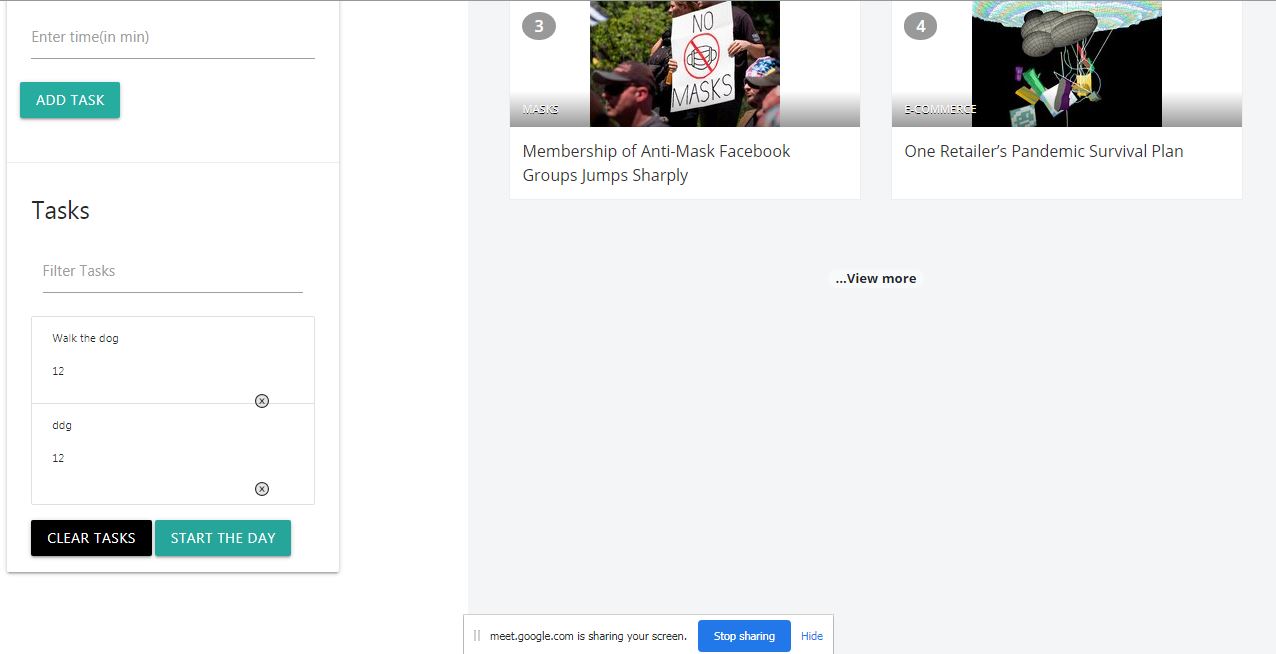 Enter time(in min)
ADD TASK
Tasks
Filter Tasks
Walk the dog
12
ⓧ
ddg
12
ⓧ
CLEAR TASKS
START THE DAY
3
NO
MASKS
MASKS
Membership of Anti-Mask Facebook
Groups Jumps Sharply
4
E-COMMERCE
One Retailer’s Pandemic Survival Plan
...View more
meet.google.com is sharing your screen.
Stop sharing
Hide